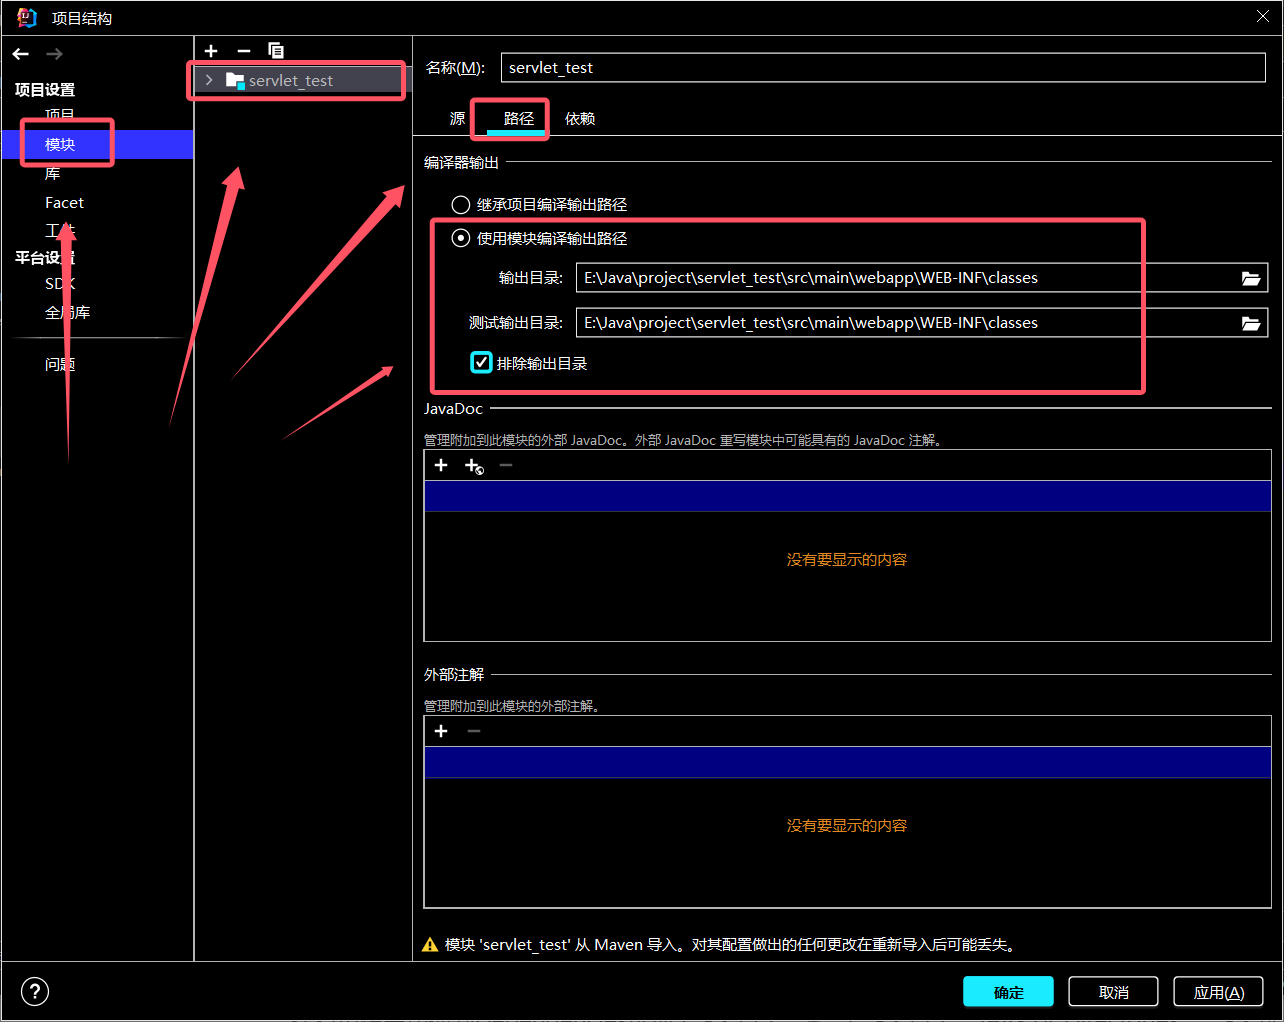 项目结构
项目设置
项目
模块
库
Facet
工件
平台设置
SDK
全局库
问题
servlet_test
名称(M):
servlet_test
源
路径
依赖
编译器输出
继承项目编译输出路径
使用模块编译输出路径
输出目录:
E:\Java\project\servlet_test\src\main\webapp\WEB-INF\classes
测试输出目录:
E:\Java\project\servlet_test\src\main\webapp\WEB-INF\classes
排除输出目录
JavaDoc
管理附加到此模块的外部 JavaDoc。外部 JavaDoc 重写模块中可能具有的 JavaDoc 注解。
没有要显示的内容
外部注解
管理附加到此模块的外部注解。
没有要显示的内容
模块 'servlet_test' 从 Maven 导入。对其配置做出的任何更改在重新导入后可能丢失。
?
确定
取消
应用(A)